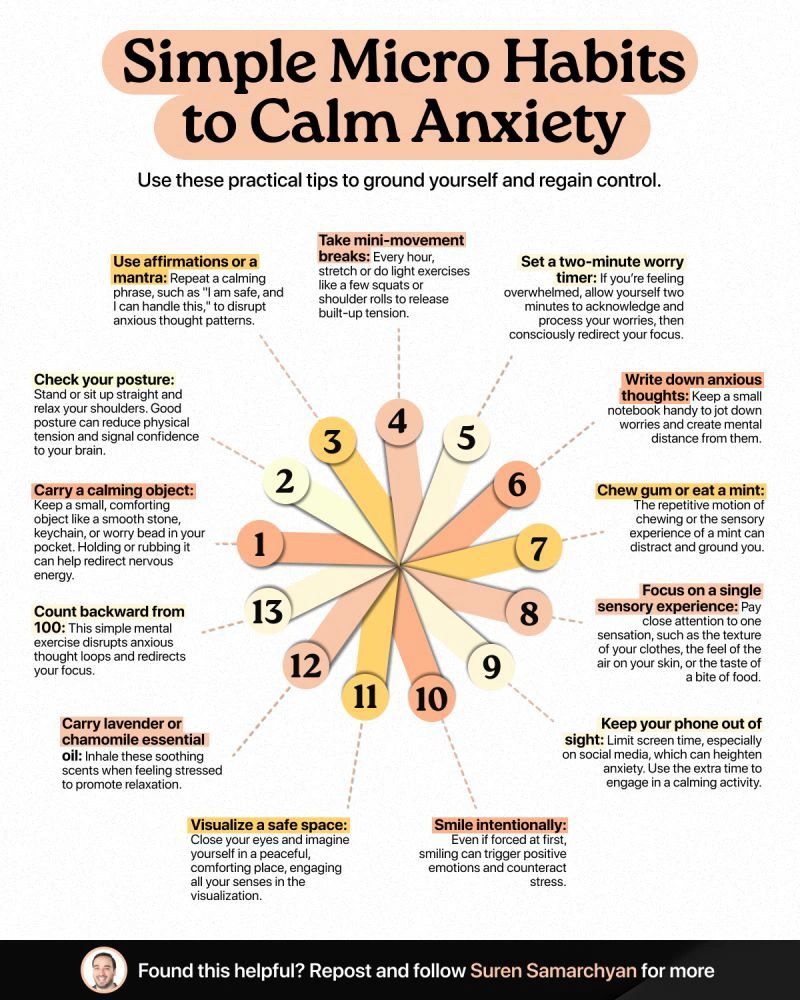 Simple Micro Habits
to Calm Anxiety
Use these practical tips to ground yourself and regain control.
1
Carry a calming object:
Keep a small, comforting
object like a smooth stone,
keychain, or worry bead in your
pocket. Holding or rubbing it
can help redirect nervous
energy.
2
Check your posture:
Stand or sit up straight and
relax your shoulders. Good
posture can reduce physical
tension and signal confidence
to your brain.
3
Use affirmations or a
mantra: Repeat a calming
phrase, such as "I am safe, and
I can handle this," to disrupt
anxious thought patterns.
4
Take mini-movement
breaks: Every hour,
stretch or do light exercises
like a few squats or
shoulder rolls to release
built-up tension.
5
Set a two-minute worry
timer: If you're feeling
overwhelmed, allow yourself two
minutes to acknowledge and
process your worries, then
consciously redirect your focus.
6
Write down anxious
thoughts: Keep a small
notebook handy to jot down
worries and create mental
distance from them.
7
Chew gum or eat a mint:
The repetitive motion of
chewing or the sensory
experience of a mint can
distract and ground you.
8
Focus on a single
sensory experience: Pay
close attention to one
sensation, such as the texture
of your clothes, the feel of the
air on your skin, or the taste of
a bite of food.
9
Keep your phone out of
sight: Limit screen time, especially
on social media, which can heighten
anxiety. Use the extra time to
engage in a calming activity.
10
Smile intentionally:
Even if forced at first,
smiling can trigger positive
emotions and counteract
stress.
11
Visualize a safe space:
Close your eyes and imagine
yourself in a peaceful,
comforting place, engaging
all your senses in the
visualization.
12
Carry lavender or
chamomile essential
oil: Inhale these soothing
scents when feeling stressed
to promote relaxation.
13
Count backward from
100: This simple mental
exercise disrupts anxious
thought loops and redirects
your focus.
Found this helpful? Repost and follow Suren Samarchyan for more